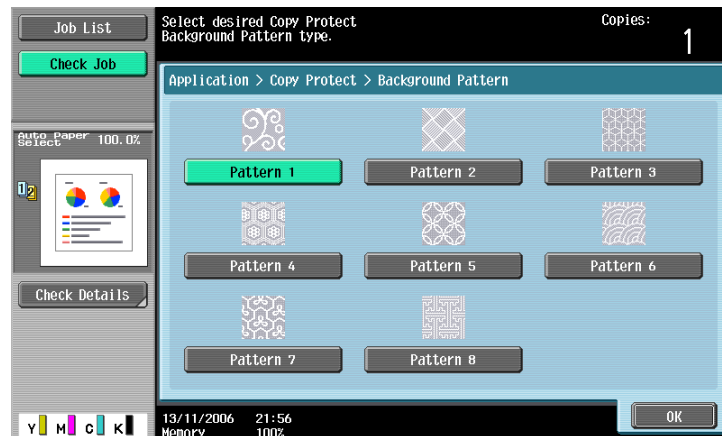 Job List
Check Job
Select desired Copy Protect
Background Pattern type.
Copies:
1
Application > Copy Protect > Background Pattern
Auto Paper
Select
100.0%
1 2
Pattern 1
Pattern 2
Pattern 3
Pattern 4
Pattern 5
Pattern 6
Check Details
Pattern 7
Pattern 8
OK
Y M C K
13/11/2006 21:56
Memory 100%